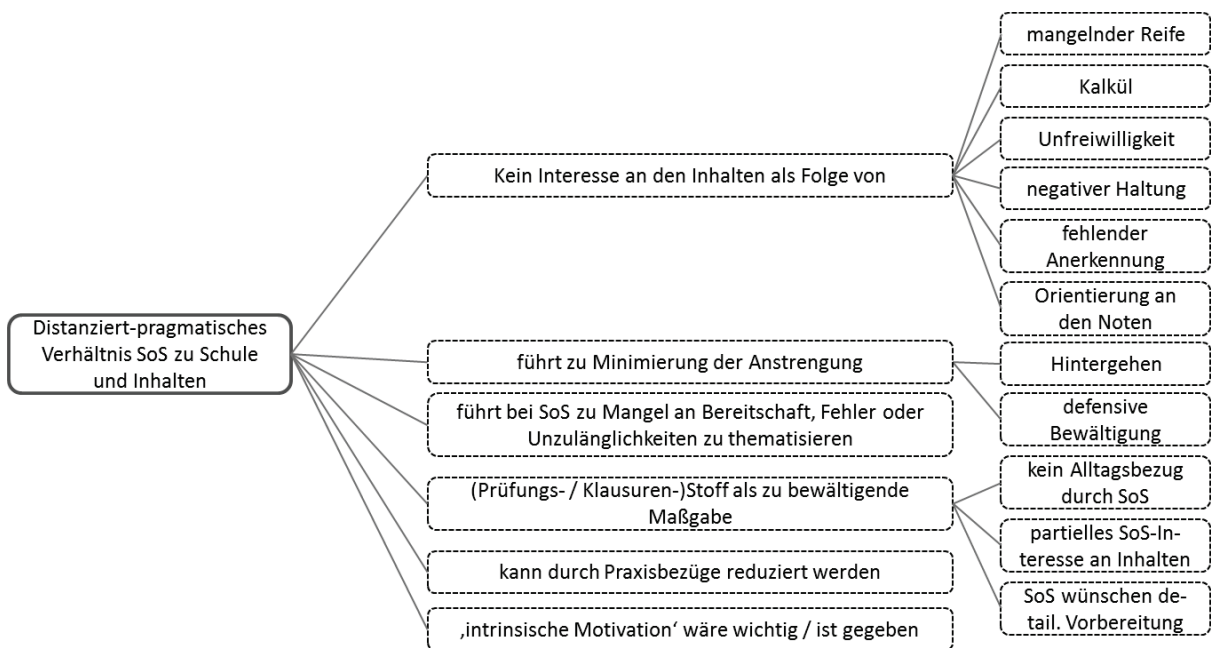 Distanziert-pragmatisches
Verhältnis SoS zu Schule
und Inhalten
Kein Interesse an den Inhalten als Folge von
mangelnder Reife
Kalkül
Unfreiwilligkeit
negativer Haltung
fehlender
Anerkennung
Orientierung an
den Noten
führt zu Minimierung der Anstrengung
Hintergehen
defensive
Bewältigung
führt bei SoS zu Mangel an Bereitschaft, Fehler oder
Unzulänglichkeiten zu thematisieren
(Prüfungs- / Klausuren-)Stoff als zu bewältigende
Maßgabe
kein Alltagsbezug
durch SoS
partielles SoS-In-
teresse an Inhalten
SoS wünschen de-
tail. Vorbereitung
kann durch Praxisbezüge reduziert werden
‚intrinsische Motivation‘ wäre wichtig / ist gegeben